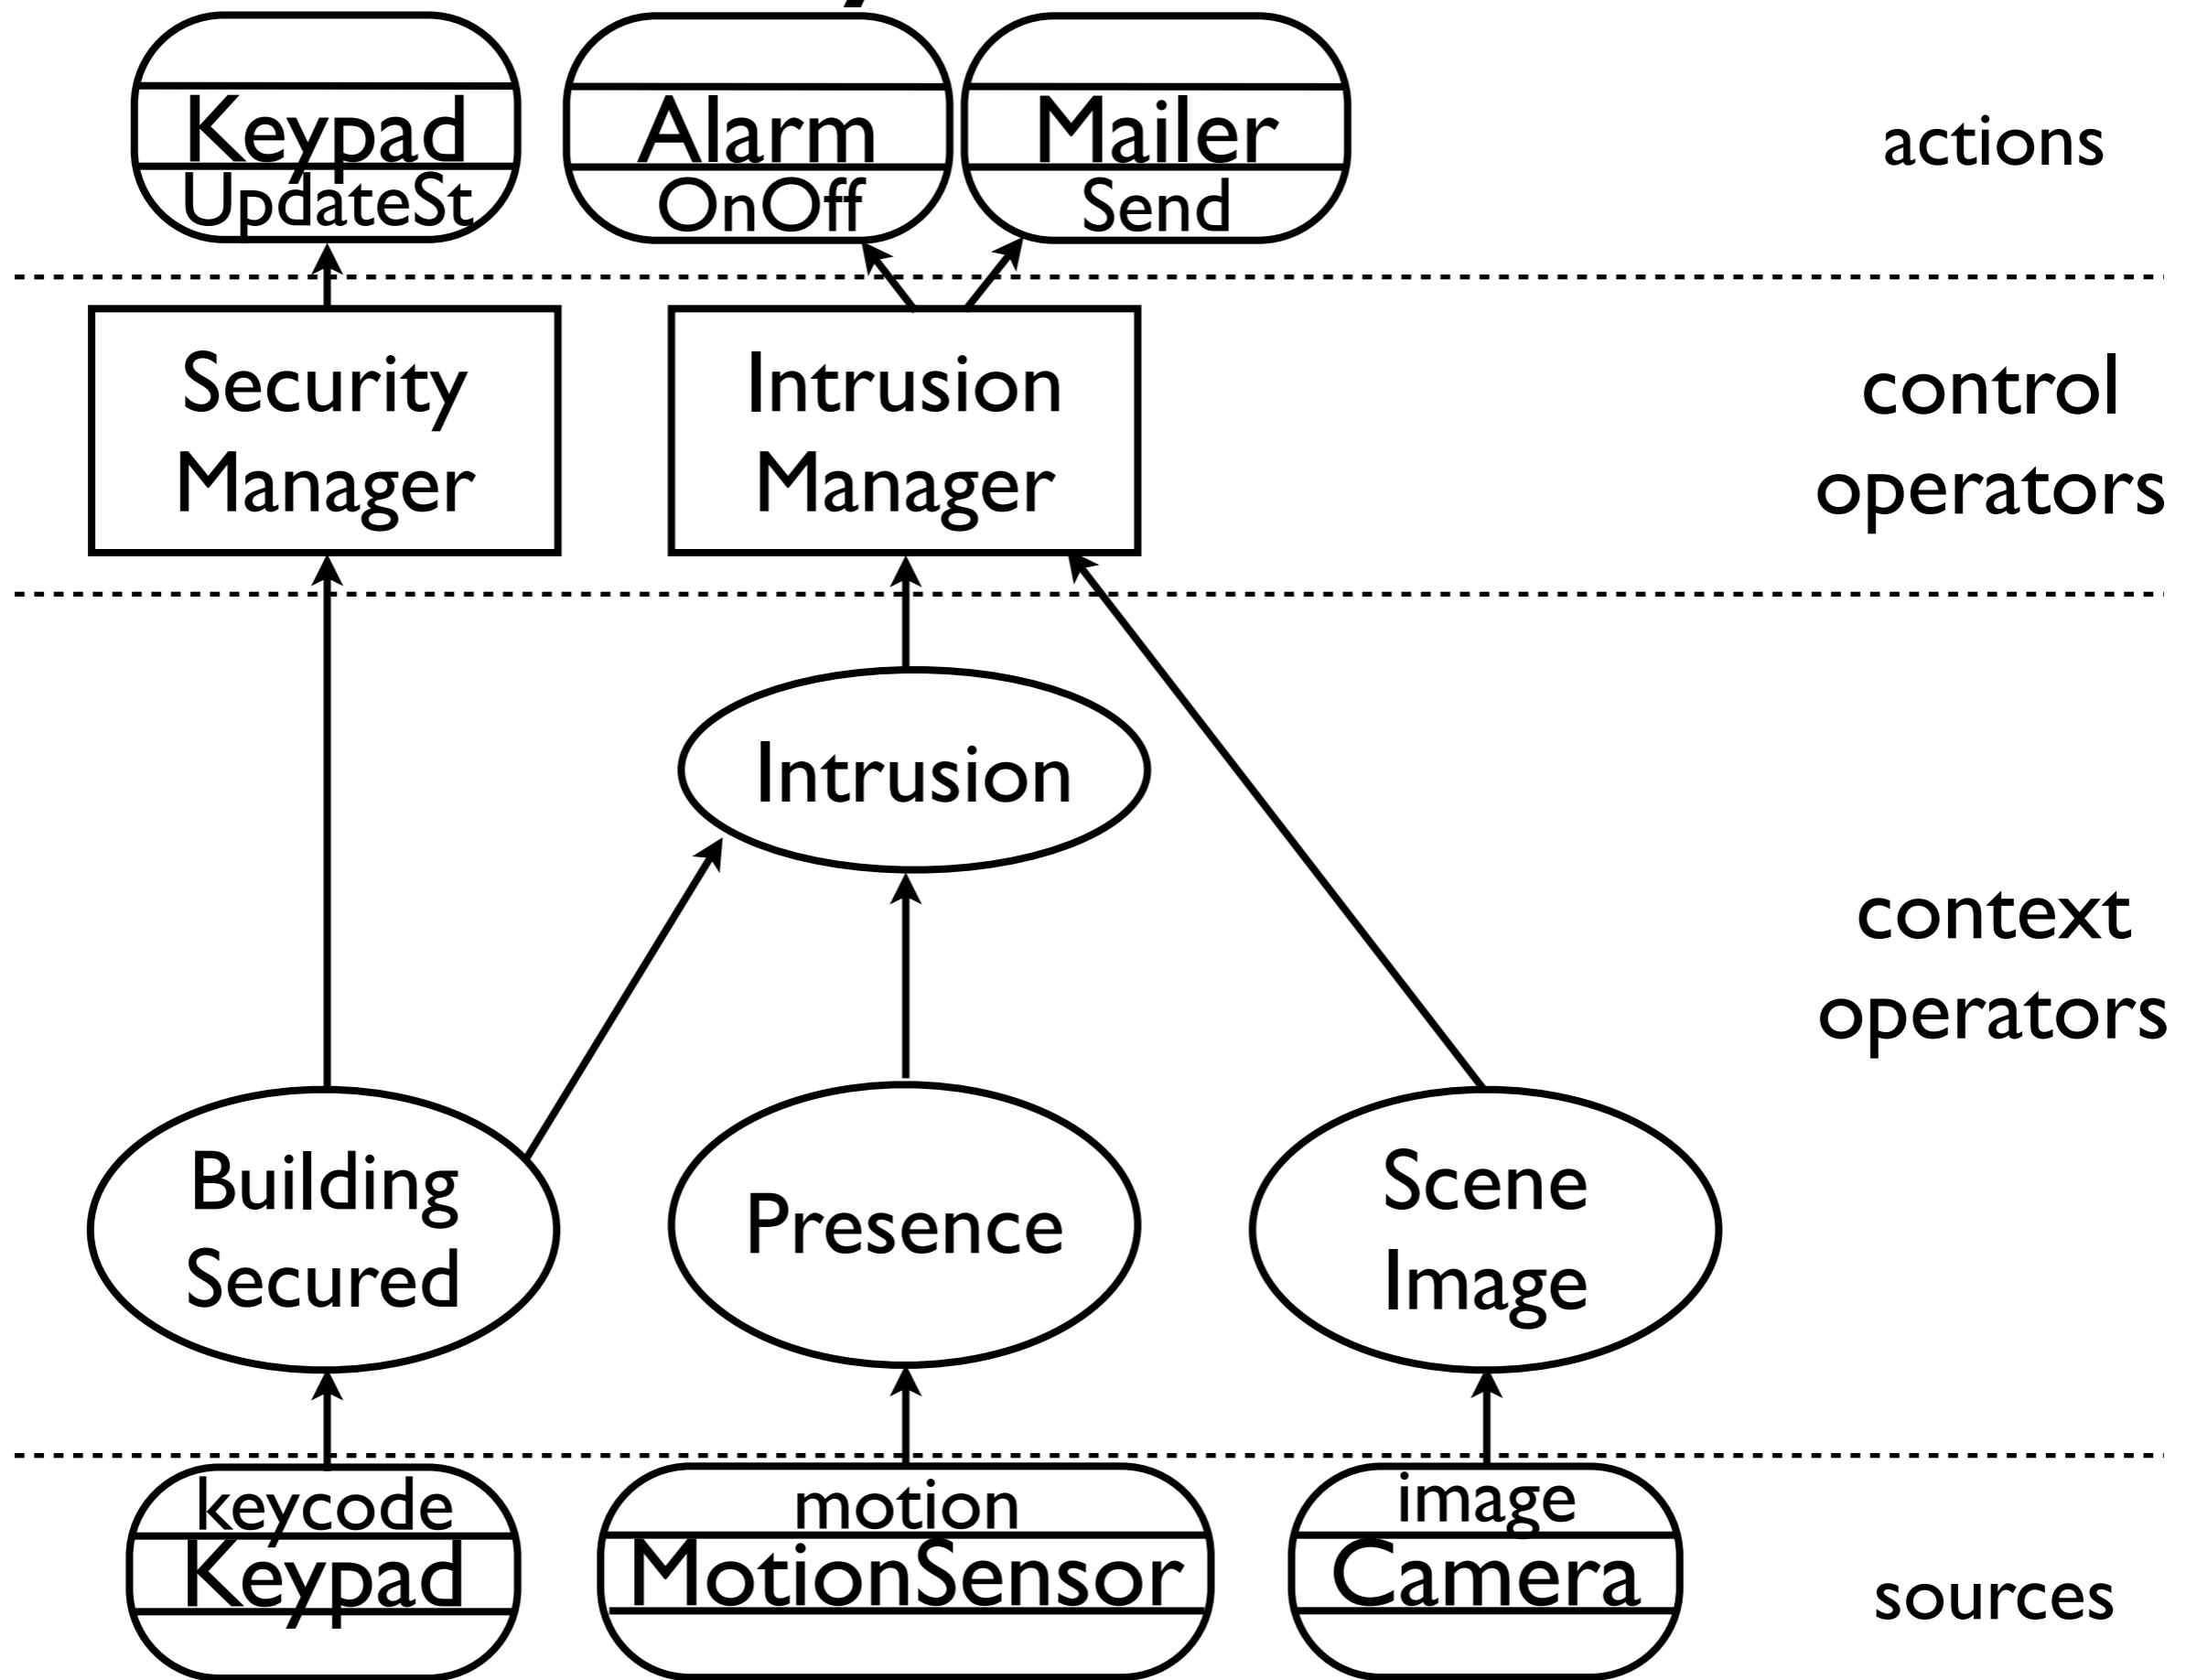 Keypad
UpdateSt
Alarm
OnOff
Mailer
Send
actions
Security
Manager
Intrusion
Manager
control
operators
Intrusion
context
operators
Building
Secured
Presence
Scene
Image
keycode
Keypad
motion
MotionSensor
image
Camera
sources